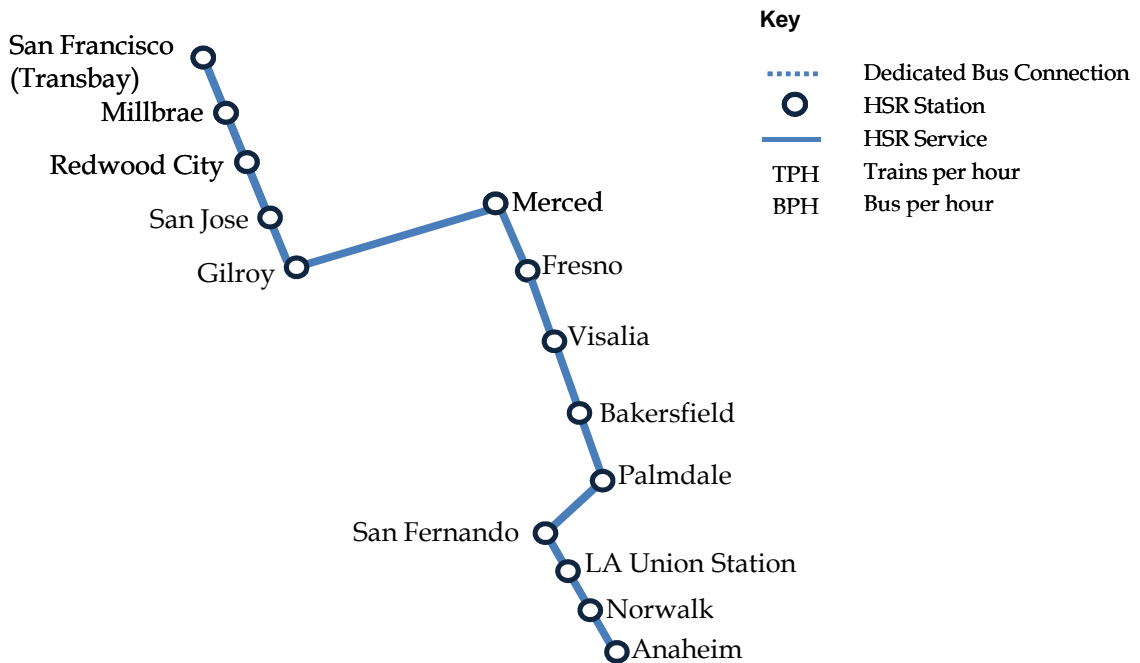 San Francisco
(Transbay)
Millbrae
Redwood City
San Jose
Gilroy
Merced
Fresno
Visalia
Bakersfield
Palmdale
San Fernando
LA Union Station
Norwalk
Anaheim
Key
Dedicated Bus Connection
HSR Station
HSR Service
TPH Trains per hour
BPH Bus per hour